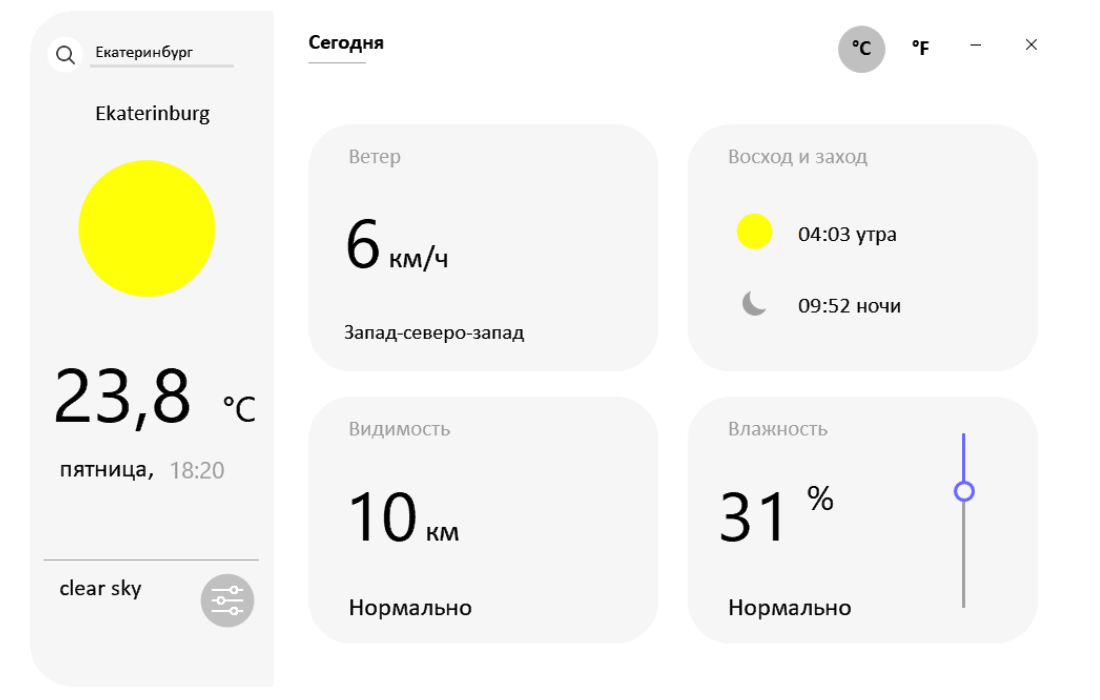 Екатеринбург
Ekaterinburg
23,8 °C
пятница, 18:20
clear sky
Сегодня
°C °F
Ветер
6 км/ч
Запад-северо-запад
Восход и заход
04:03 утра
09:52 ночи
Видимость
10 км
Нормально
Влажность
31 %
Нормально